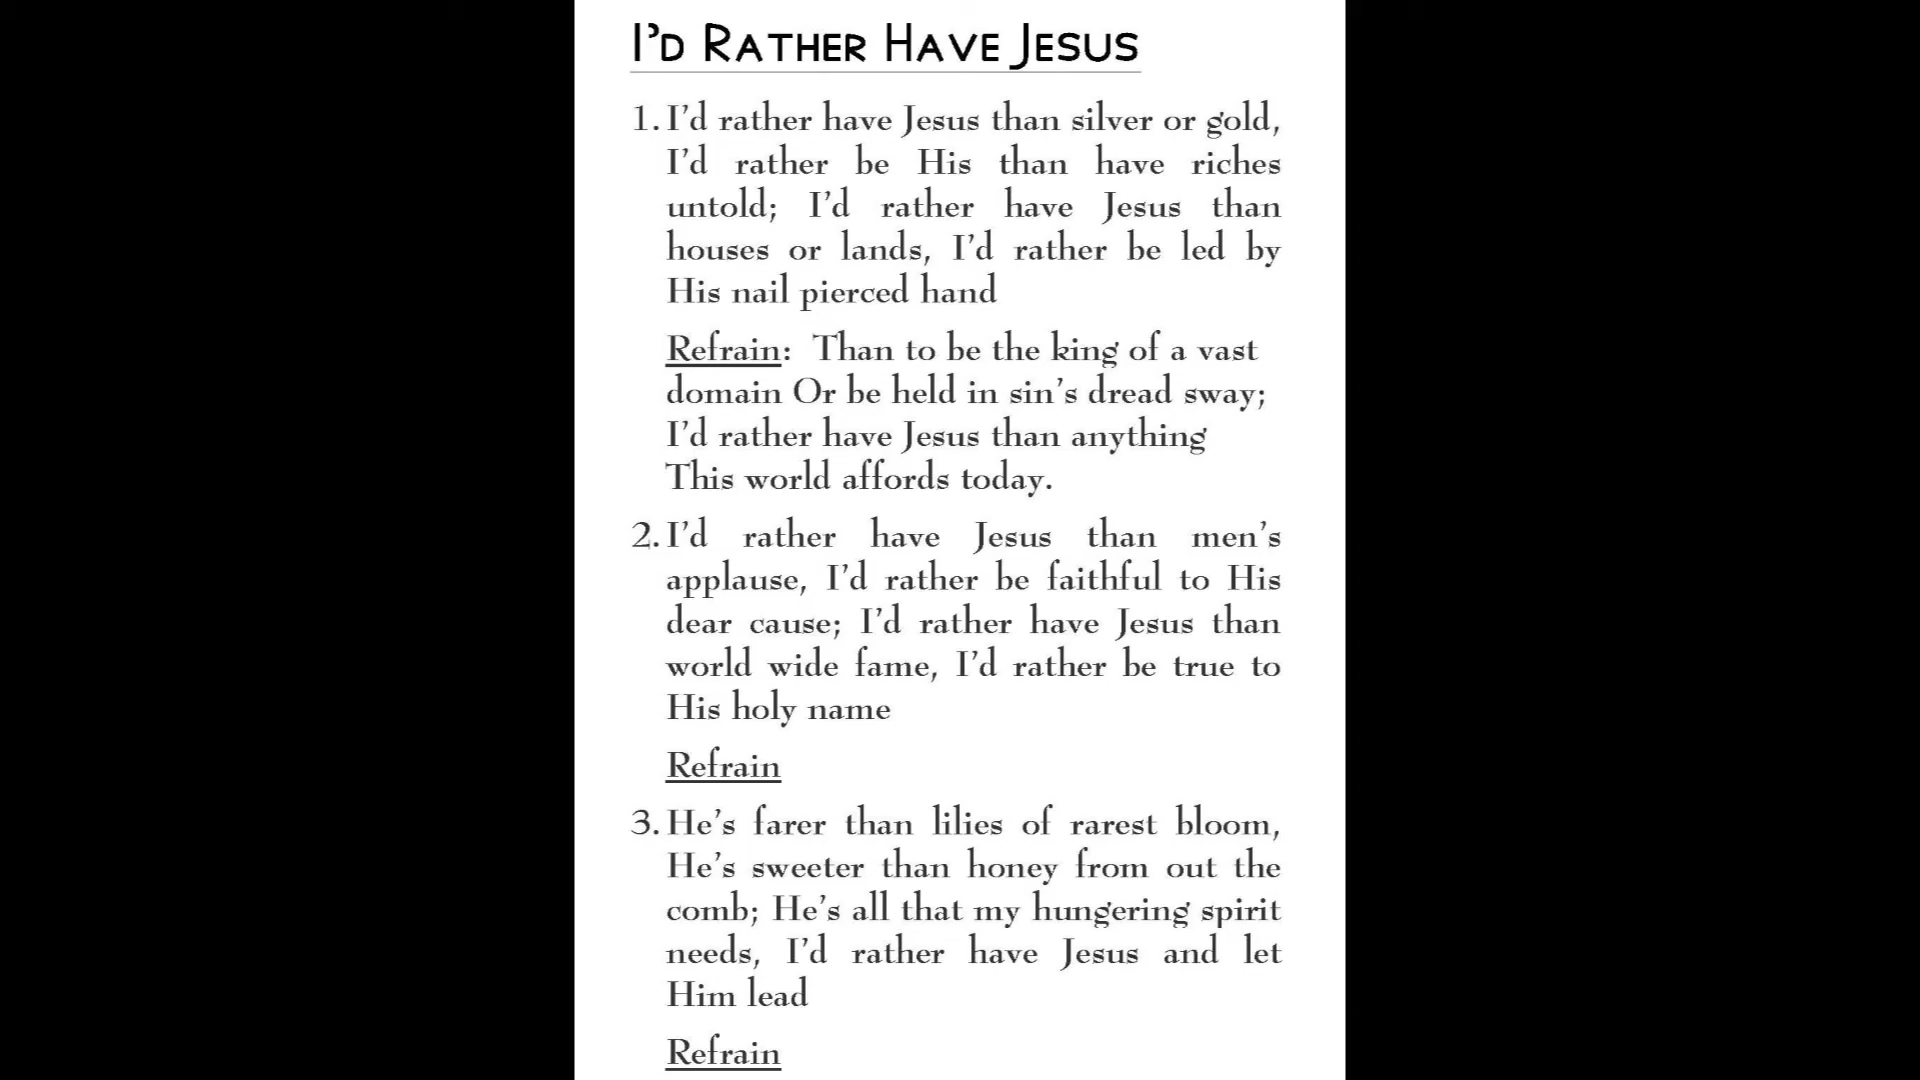 I'd Rather Have Jesus
1. I'd rather have Jesus than silver or gold,
I'd rather be His than have riches
untold; I'd rather have Jesus than
houses or lands, I'd rather be led by
His nail pierced hand
Refrain: Than to be the king of a vast
domain Or be held in sin's dread sway;
I'd rather have Jesus than anything
This world affords today.
2. I'd rather have Jesus than men's
applause, I'd rather be faithful to His
dear cause; I'd rather have Jesus than
world wide fame, I'd rather be true to
His holy name
Refrain
3. He's farer than lilies of rarest bloom,
He's sweeter than honey from out the
comb; He's all that my hungering spirit
needs, I'd rather have Jesus and let
Him lead
Refrain